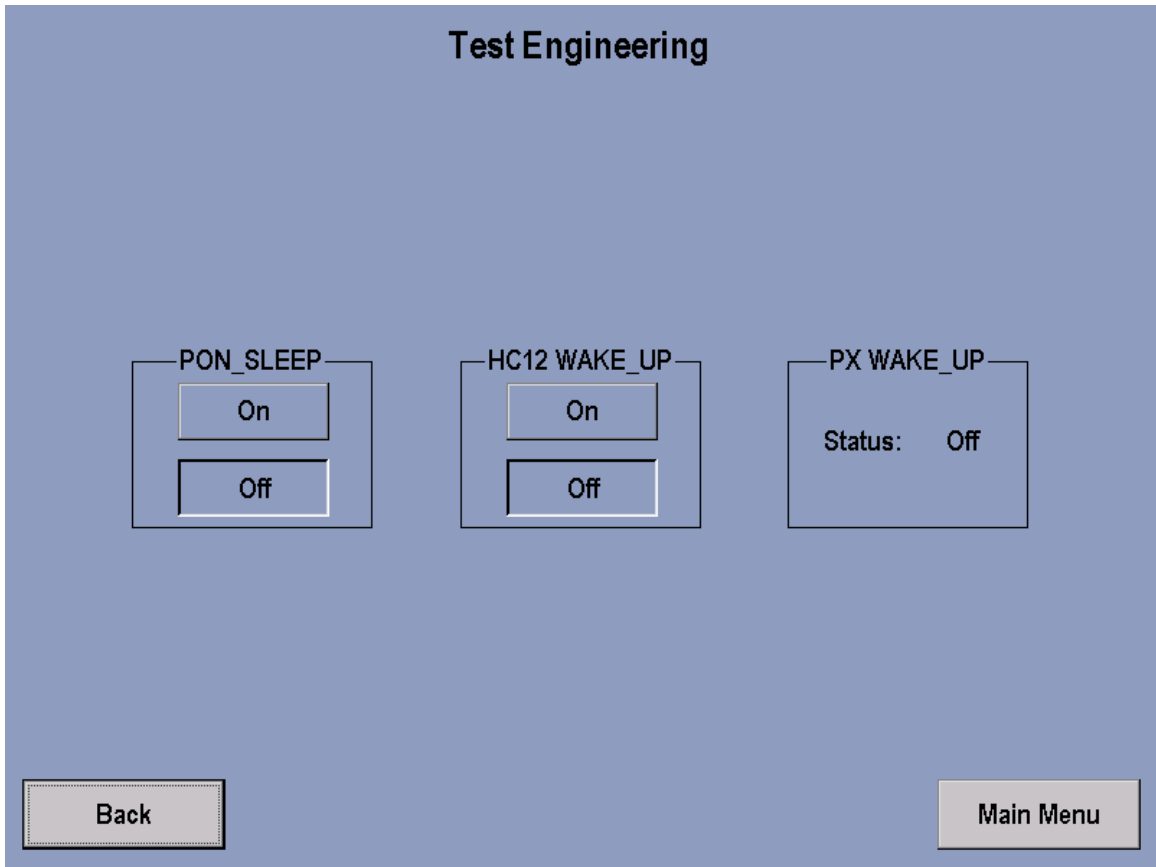 Test Engineering
PON_SLEEP
On
Off
HC12 WAKE_UP
On
Off
PX WAKE_UP
Status: Off
Back
Main Menu